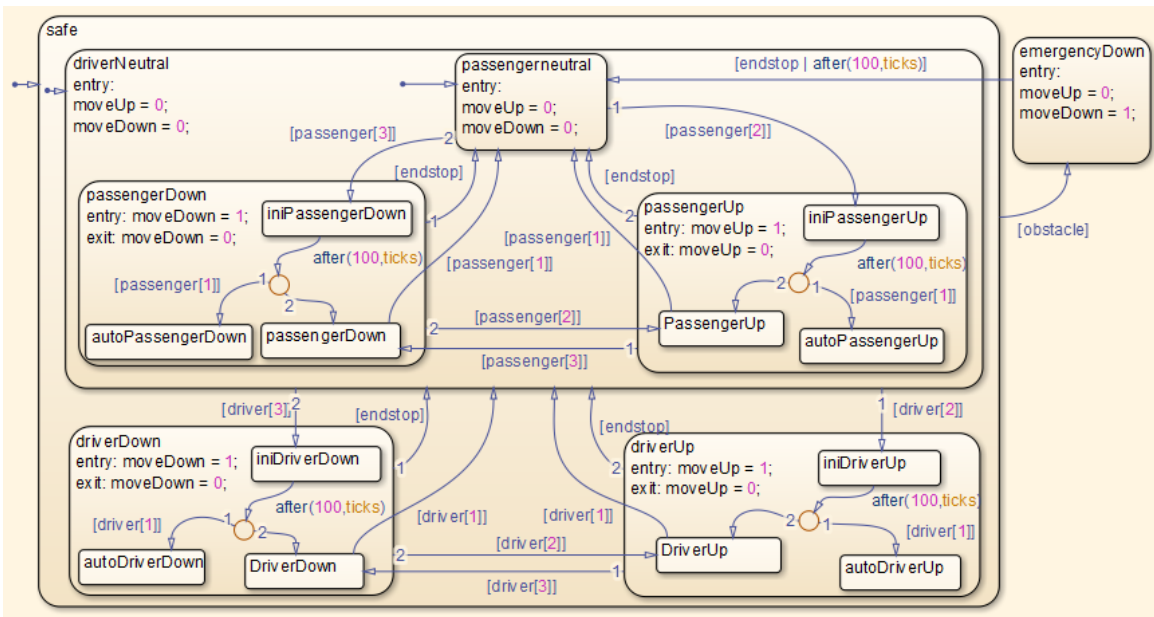 safe
driverNeutral
entry:
moveUp = 0;
moveDown = 0;
passengerneutral
entry:
moveUp = 0;
moveDown = 0;
[endstop | after(100,ticks)]
emergencyDown
entry:
moveUp = 0;
moveDown = 1;
1
[passenger[2]]
[passenger[3]]
2
[endstop]
[endstop]
passengerDown
entry: moveDown = 1;
exit: moveDown = 0;
iniPassengerDown
1
after(100,ticks)
[passenger[1]]
1
2
autoPassengerDown
passengerDown
[passenger[1]]
[passenger[1]]
passengerUp
entry: moveUp = 1;
exit: moveUp = 0;
2
iniPassengerUp
after(100,ticks)
2
1
[passenger[1]]
PassengerUp
autoPassengerUp
[obstacle]
2
[passenger[2]]
1
[passenger[3]]
[driver[3]]
2
[endstop]
[endstop]
1
[driver[2]]
driverDown
entry: moveDown = 1;
exit: moveDown = 0;
iniDriverDown
1
after(100,ticks)
[driver[1]]
1
2
autoDriverDown
DriverDown
[driver[1]]
[driver[1]]
driverUp
entry: moveUp = 1;
exit: moveUp = 0;
2
iniDriverUp
after(100,ticks)
2
1
[driver[1]]
DriverUp
autoDriverUp
2
[driver[2]]
1
[driver[3]]